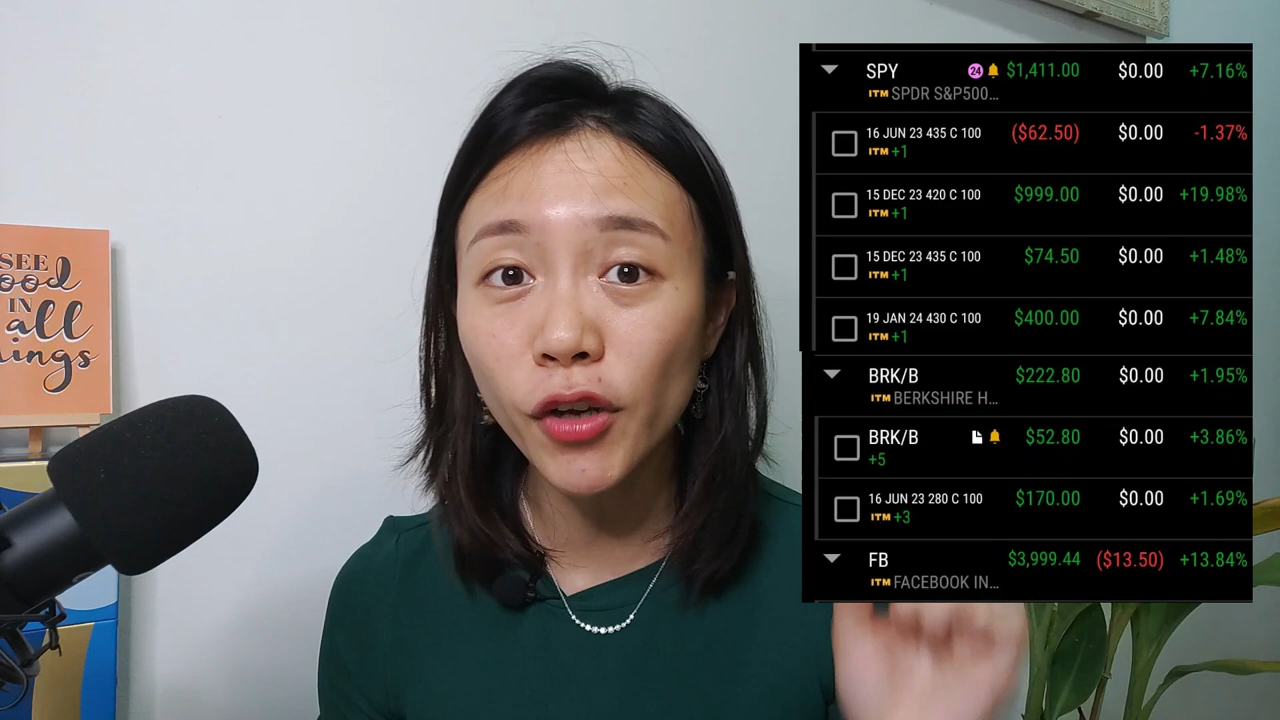 SEE
ood
IN
all
ings
SPY 24 $1,411.00 $0.00 +7.16%
ITM SPDR S&P500...
16 JUN 23 435 C 100 ($62.50) $0.00 -1.37%
ITM +1
15 DEC 23 420 C 100 $999.00 $0.00 +19.98%
ITM +1
15 DEC 23 435 C 100 $74.50 $0.00 +1.48%
ITM +1
19 JAN 24 430 C 100 $400.00 $0.00 +7.84%
ITM +1
BRK/B $222.80 $0.00 +1.95%
ITM BERKSHIRE H...
BRK/B $52.80 $0.00 +3.86%
+5
16 JUN 23 280 C 100 $170.00 $0.00 +1.69%
ITM +3
FB $3,999.44 ($13.50) +13.84%
ITM FACEBOOK IN...